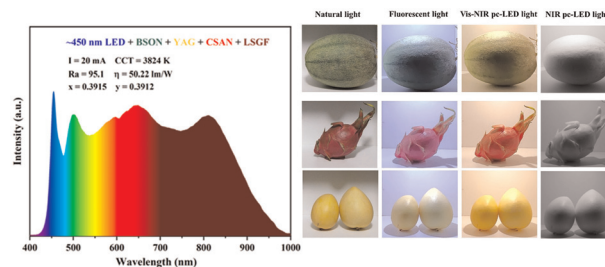 ~450 nm LED + BSON + YAG + CSAN + LSGF
I = 20 mA CCT = 3824 K
Ra = 95.1 η = 50.22 lm/W
x = 0.3915 y = 0.3912
Intensity (a.u.)
400 500 600 700 800 900 1000
Wavelength (nm)
Natural light Fluorescent light Vis-NIR pc-LED light NIR pc-LED light